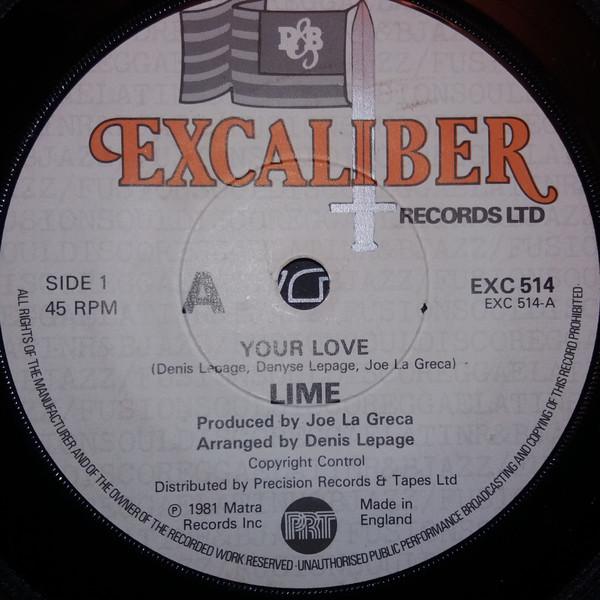 R&B
EXCALIBER
RECORDS LTD
SIDE 1
45 RPM
A
EXC 514
EXC 514-A
YOUR LOVE
(Denis Lepage, Denyse Lepage, Joe La Greca)
LIME
Produced by Joe La Greca
Arranged by Denis Lepage
Copyright Control
Distributed by Precision Records & Tapes Ltd
℗ 1981 Matra
Records Inc
PRT
Made in
England
ALL RIGHTS OF THE MANUFACTURER AND OF THE OWNER OF THE RECORDED WORK RESERVED · UNAUTHORISED PUBLIC PERFORMANCE BROADCASTING AND COPYING OF THIS RECORD PROHIBITED ·